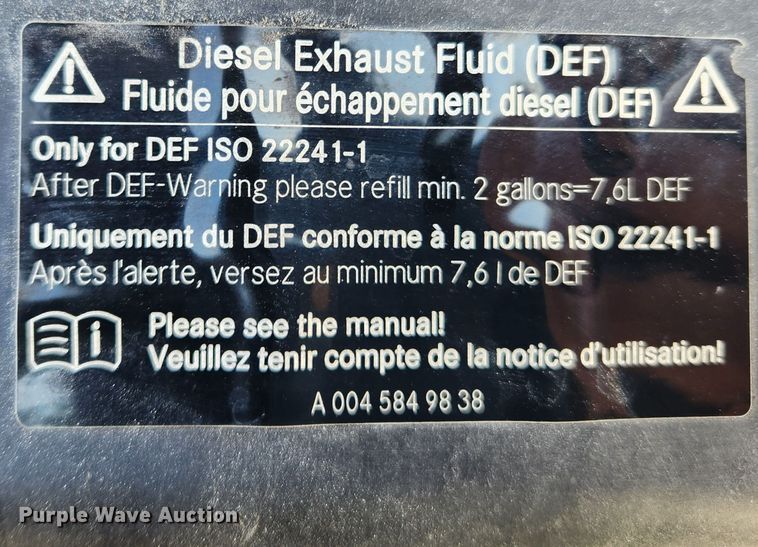 Diesel Exhaust Fluid (DEF)
Fluide pour échappement diesel (DEF)
Only for DEF ISO 22241-1
After DEF-Warning please refill min. 2 gallons=7,6L DEF
Uniquement du DEF conforme à la norme ISO 22241-1
Après l'alerte, versez au minimum 7,6 l de DEF
Please see the manual!
Veuillez tenir compte de la notice d'utilisation!
A 004 584 98 38
Purple Wave Auction